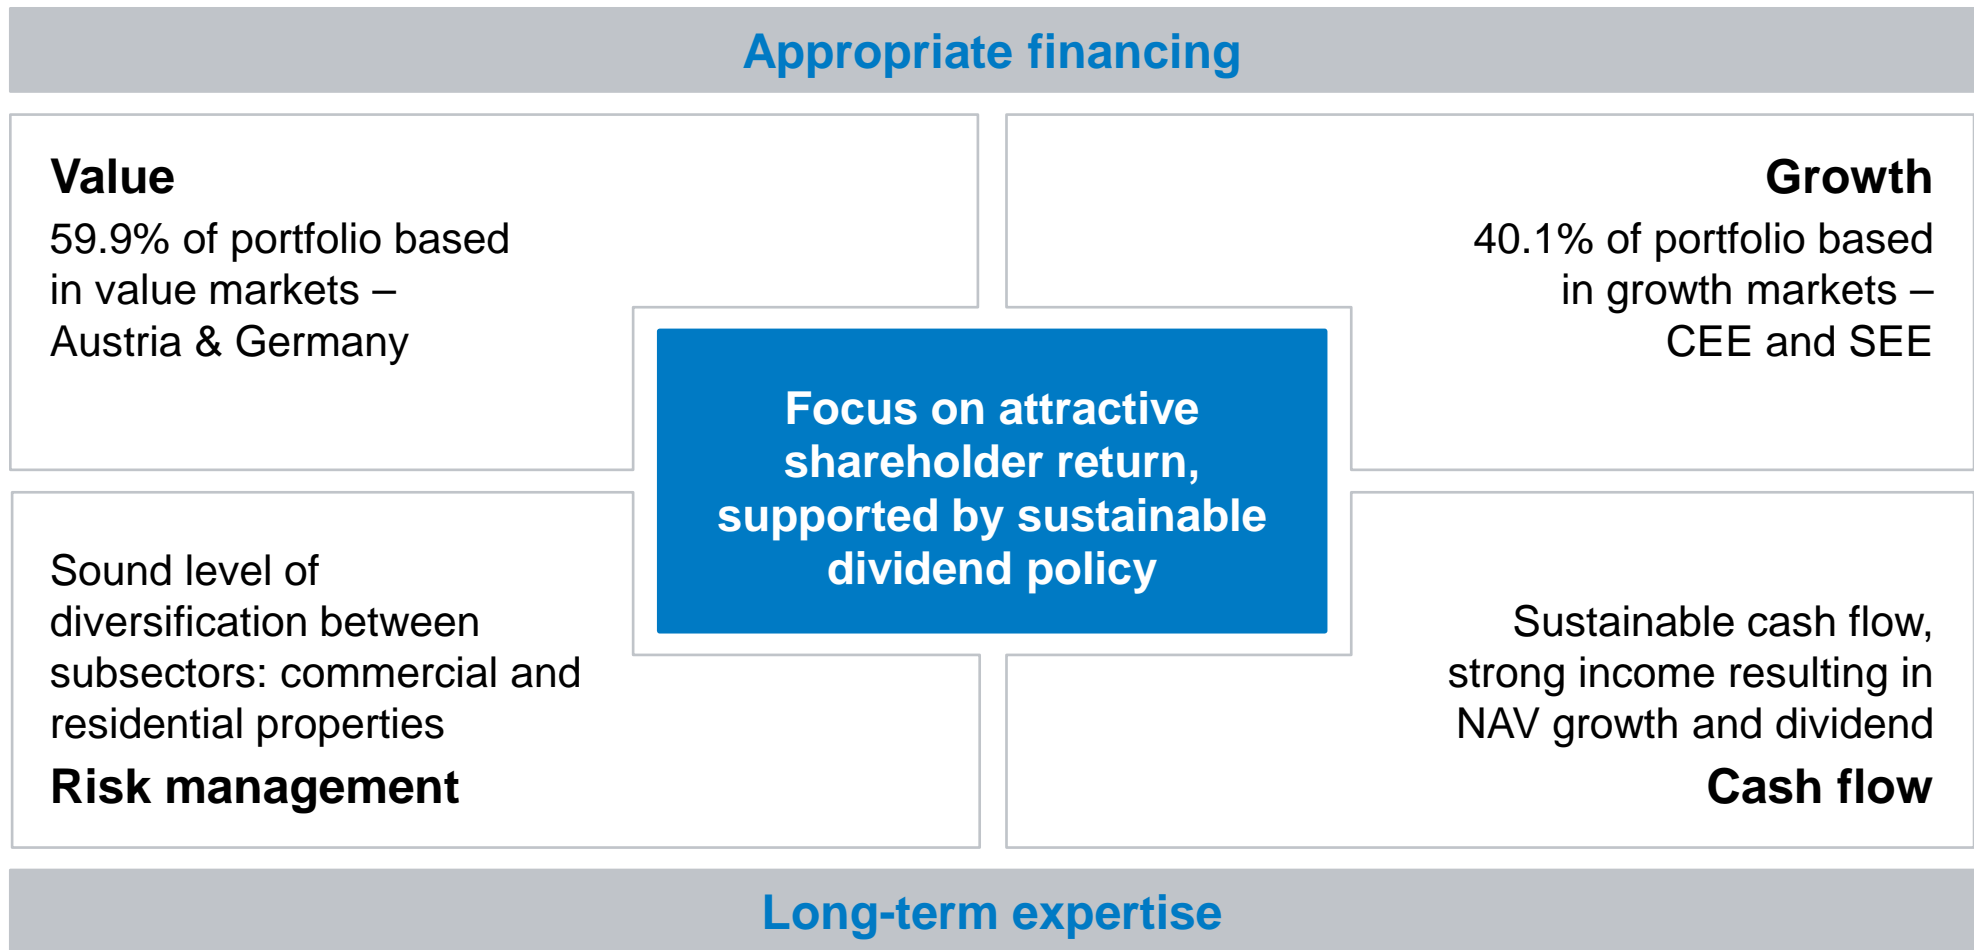 Appropriate financing
Value
59.9% of portfolio based
in value markets –
Austria & Germany
Growth
40.1% of portfolio based
in growth markets –
CEE and SEE
Focus on attractive
shareholder return,
supported by sustainable
dividend policy
Sound level of
diversification between
subsectors: commercial and
residential properties
Risk management
Sustainable cash flow,
strong income resulting in
NAV growth and dividend
Cash flow
Long-term expertise